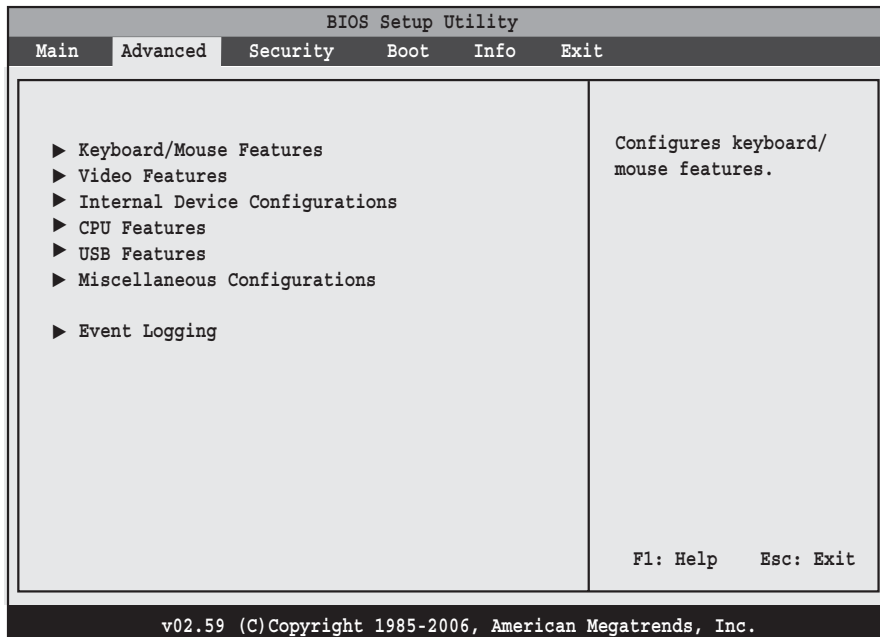 BIOS Setup Utility
Main Advanced Security Boot Info Exit
Keyboard/Mouse Features
Video Features
Internal Device Configurations
CPU Features
USB Features
Miscellaneous Configurations
Event Logging
Configures keyboard/
mouse features.
F1: Help Esc: Exit
v02.59 (C)Copyright 1985-2006, American Megatrends, Inc.